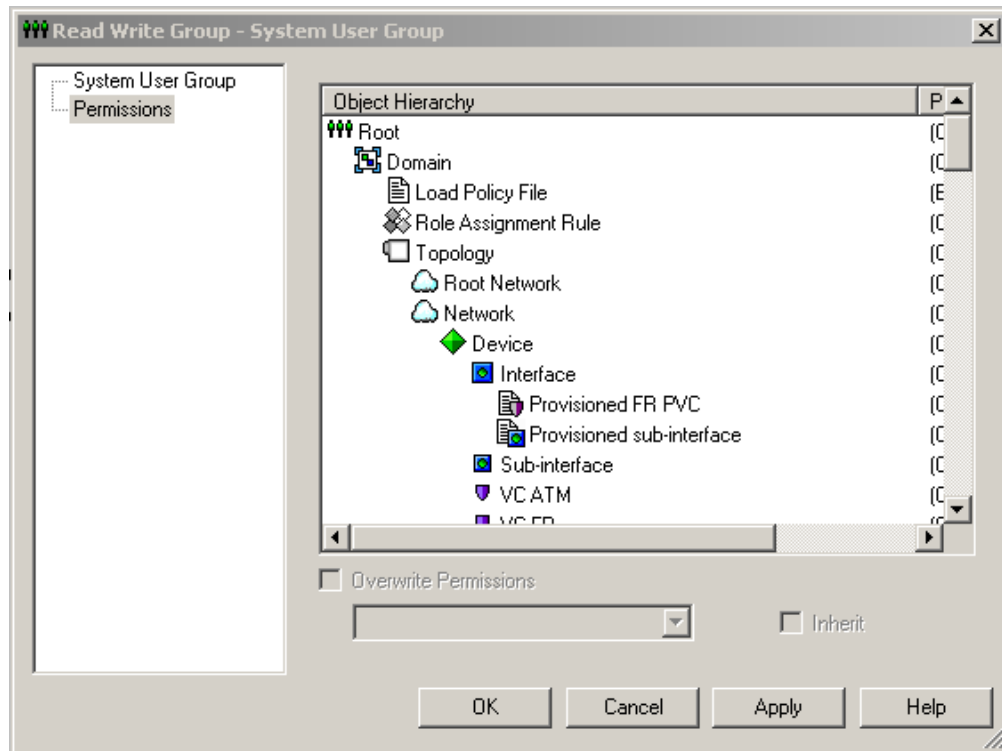 Read Write Group - System User Group
System User Group
Permissions
Object Hierarchy P
Root (C
Domain (C
Load Policy File (E
Role Assignment Rule (C
Topology (C
Root Network (C
Network (C
Device (C
Interface (C
Provisioned FR PVC (C
Provisioned sub-interface (C
Sub-interface (C
VC ATM (C
VC FR
Overwrite Permissions
Inherit
OK Cancel Apply Help